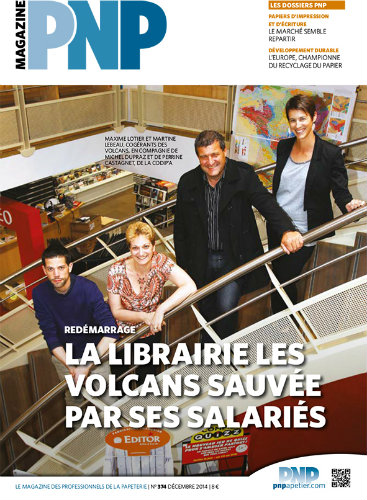 MAGAZINE
PNP
LES DOSSIERS PNP
PAPIERS D'IMPRESSION
ET D'ÉCRITURE
LE MARCHÉ SEMBLE
REPARTIR
DÉVELOPPEMENT DURABLE
L'EUROPE, CHAMPIONNE
DU RECYCLAGE DU PAPIER
MAXIME LOTIER ET MARTINE
LEBEAU, COGÉRANTS DES
VOLCANS, EN COMPAGNIE DE
MICHEL DUPRAZ ET DE PERRINE
CASTAGNET, DE LA CODIPA
REDÉMARRAGE
LA LIBRAIRIE LES
VOLCANS SAUVÉE
PAR SES SALARIÉS
EDITOR
QUIZZ
LE MAGAZINE DES PROFESSIONNELS DE LA PAPETERIE | N° 374 DÉCEMBRE 2014 | 8 €
PNP
pnpapetier.com